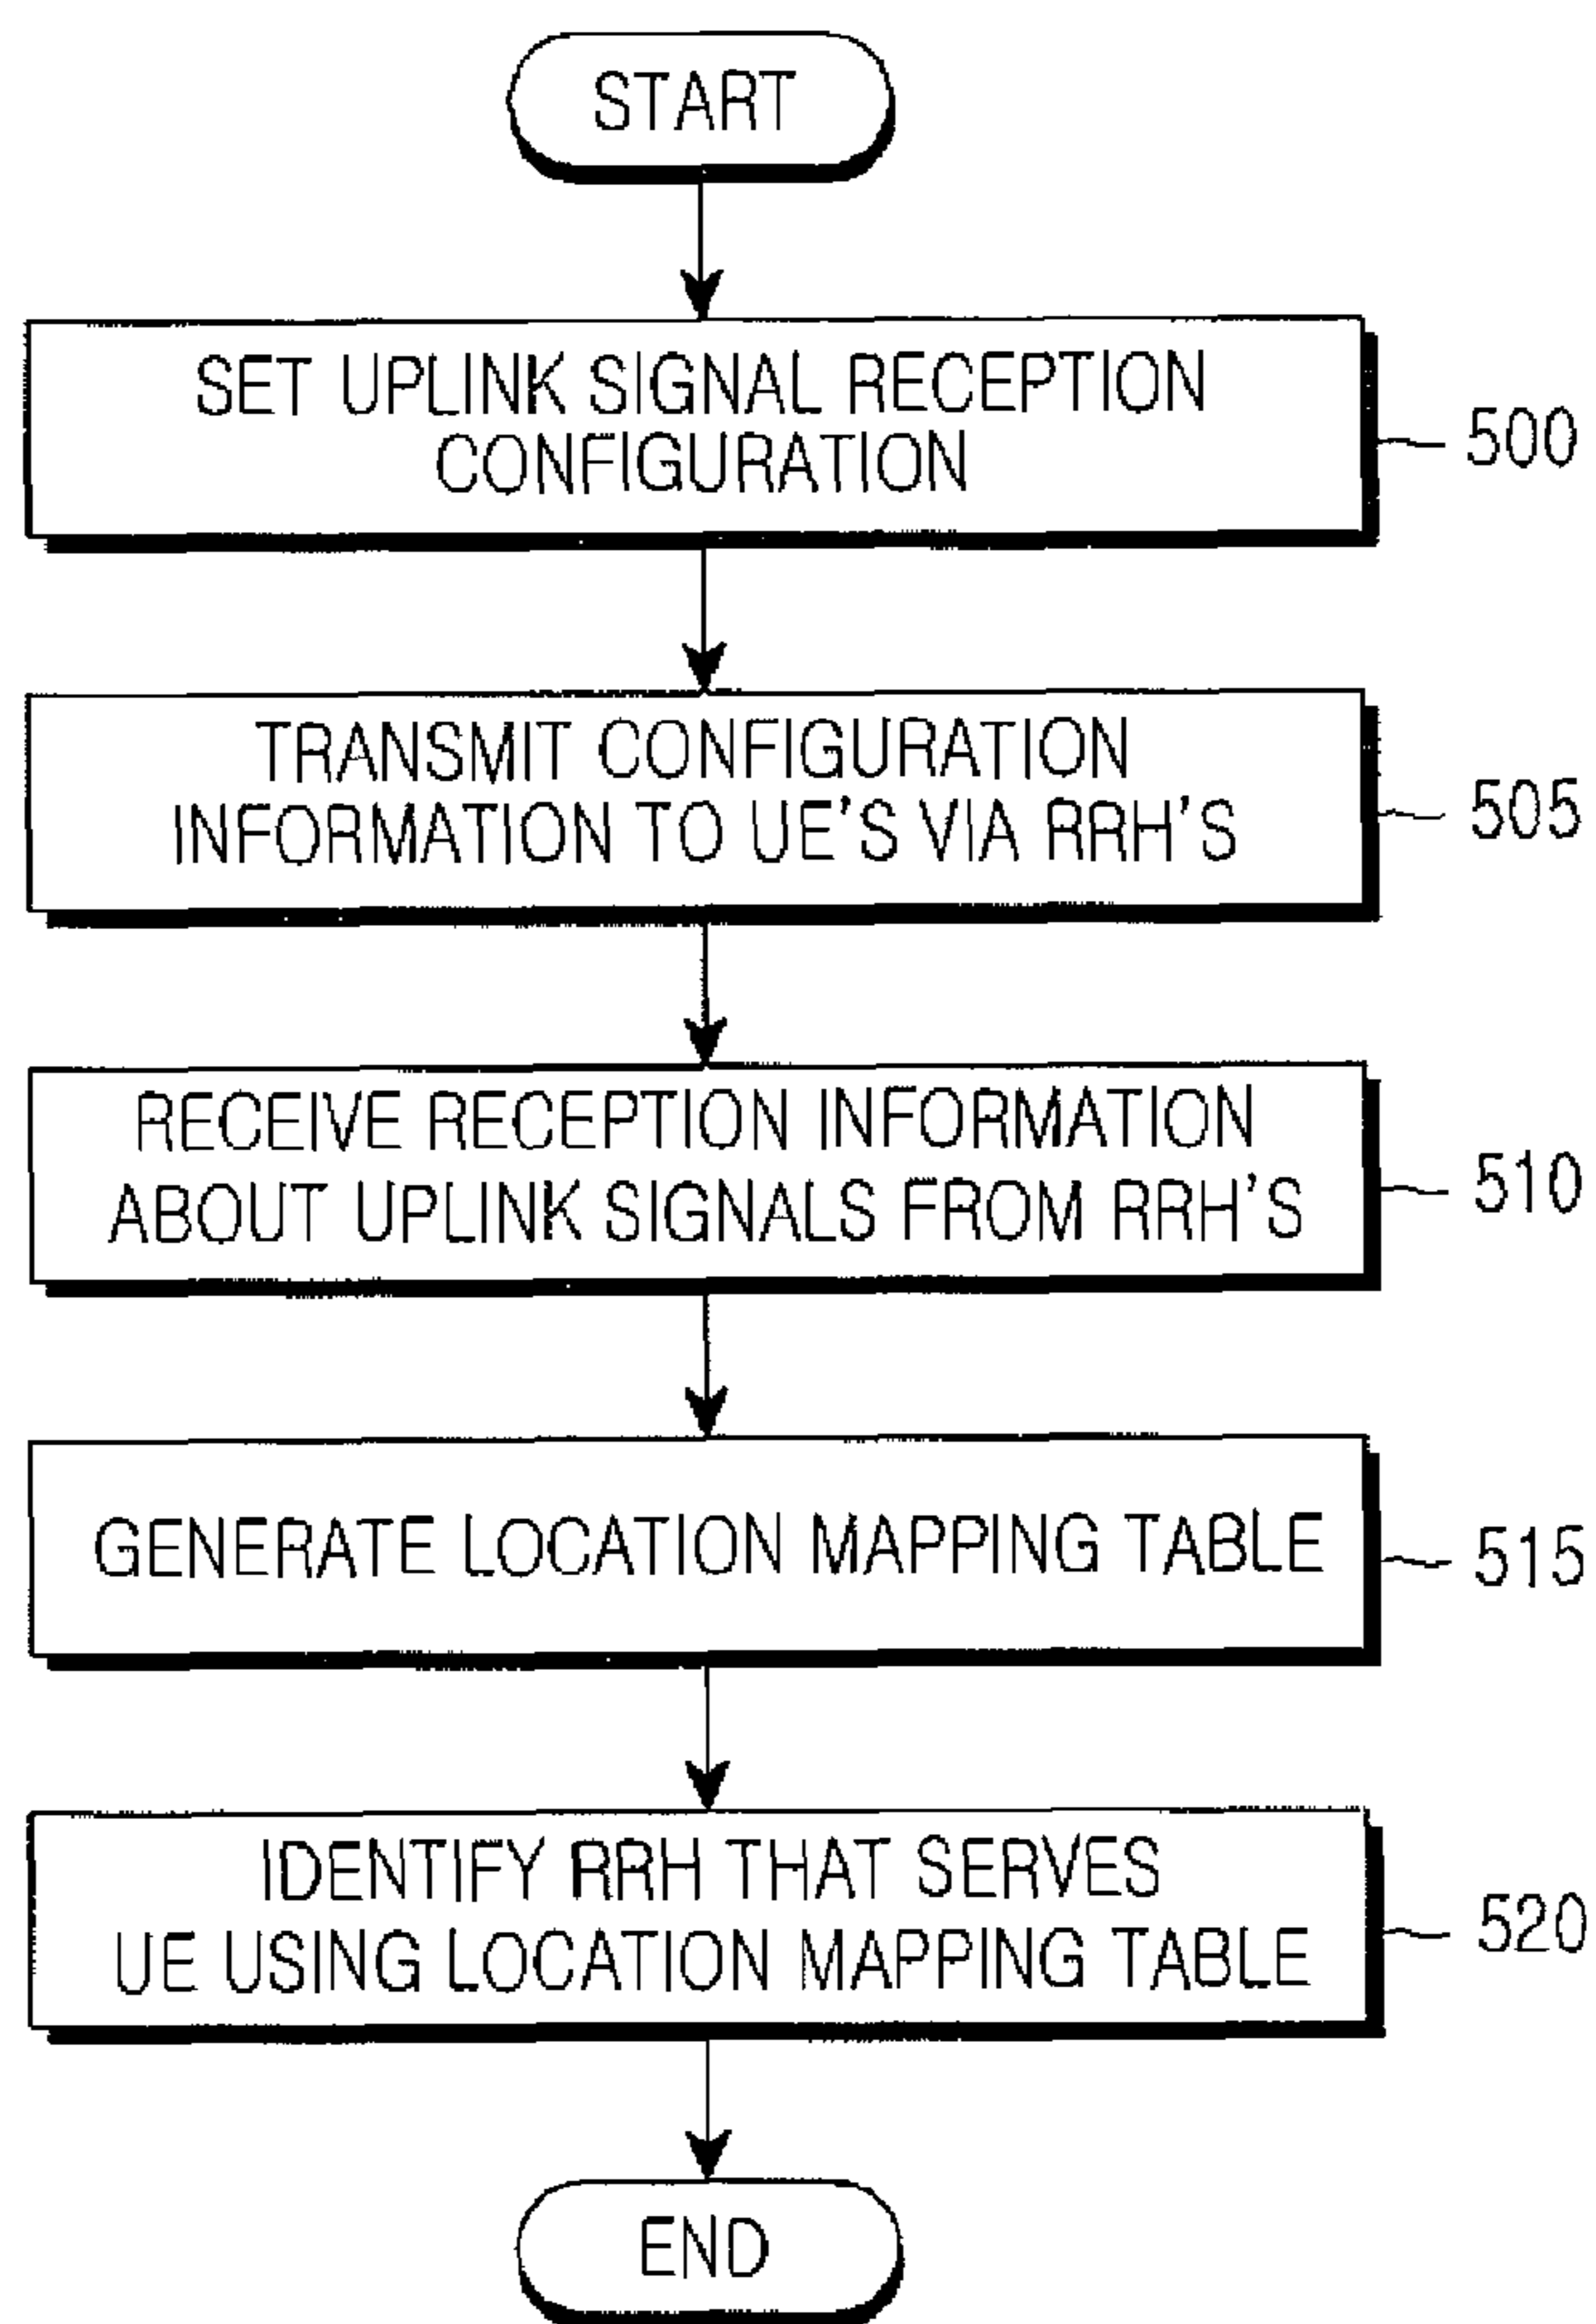 START
SET UPLINK SIGNAL RECEPTION
CONFIGURATION
500
TRANSMIT CONFIGURATION
INFORMATION TO UE'S VIA RRH'S
505
RECEIVE RECEPTION INFORMATION
ABOUT UPLINK SIGNALS FROM RRH'S
510
GENERATE LOCATION MAPPING TABLE
515
IDENTIFY RRH THAT SERVES
UE USING LOCATION MAPPING TABLE
520
END